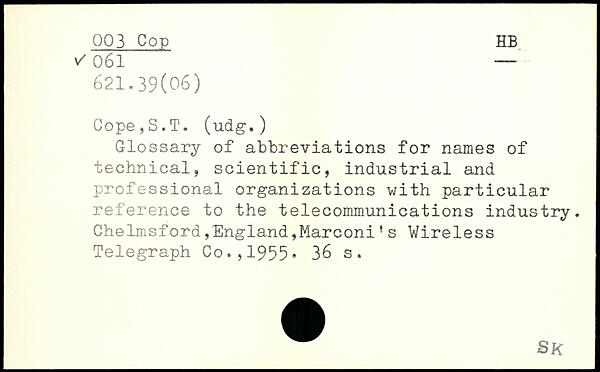 003 Cop HB
✓ 061
621.39(06)
Cope,S.T. (udg.)
Glossary of abbreviations for names of
technical, scientific, industrial and
professional organizations with particular
reference to the telecommunications industry.
Chelmsford,England,Marconi's Wireless
Telegraph Co.,1955. 36 s.
SK